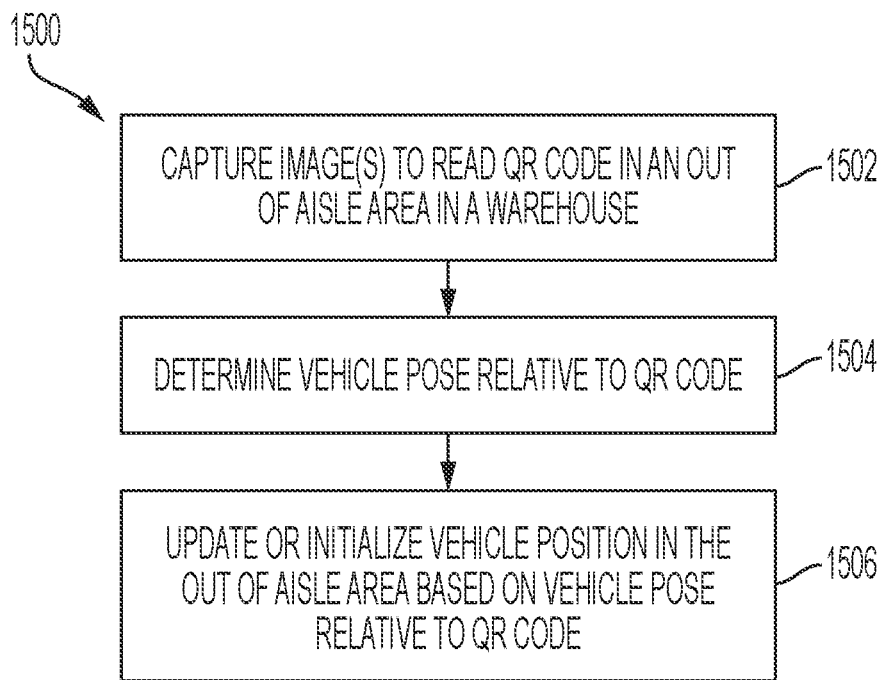 1500
CAPTURE IMAGE(S) TO READ QR CODE IN AN OUT
OF AISLE AREA IN A WAREHOUSE
1502
DETERMINE VEHICLE POSE RELATIVE TO QR CODE
1504
UPDATE OR INITIALIZE VEHICLE POSITION IN THE
OUT OF AISLE AREA BASED ON VEHICLE POSE
RELATIVE TO QR CODE
1506